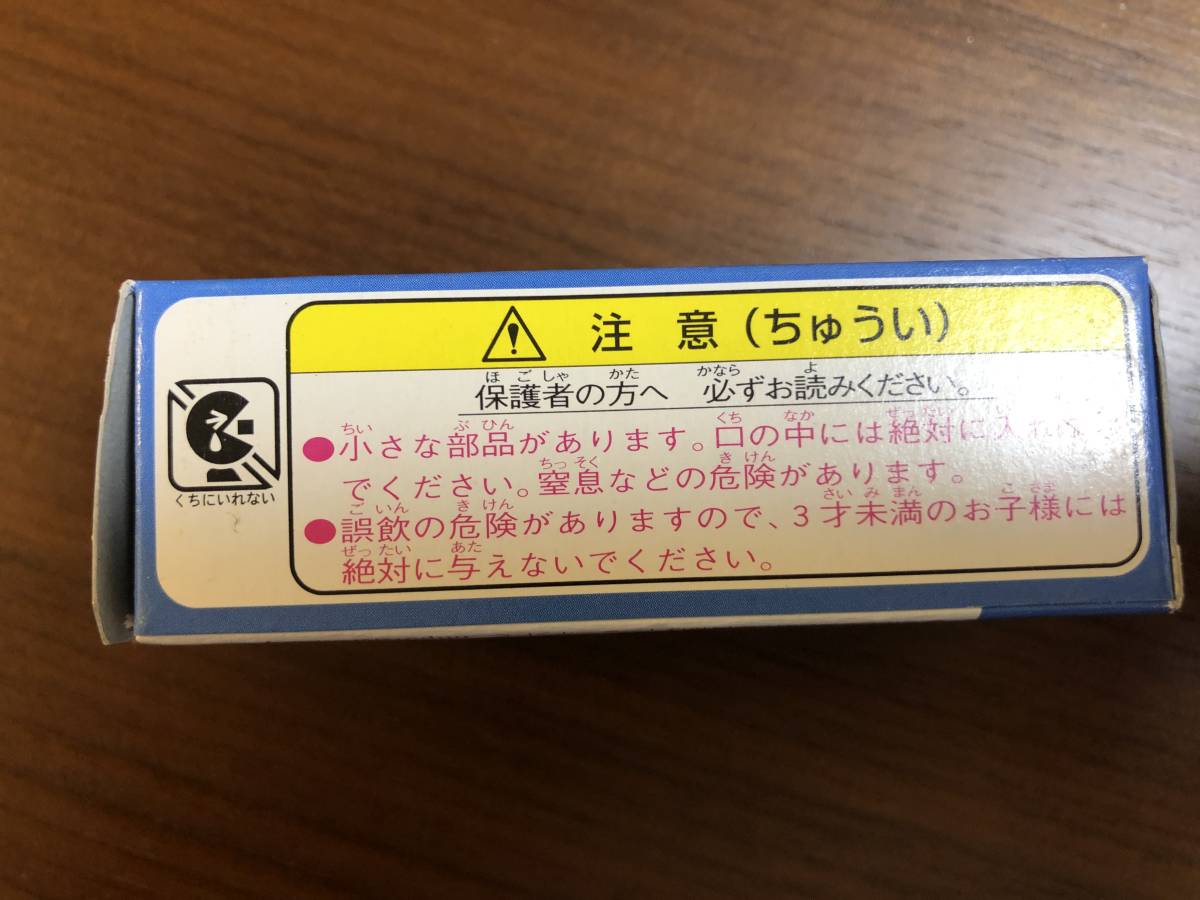 注意（ちゅうい）
保護者の方へ 必ずお読みください。
●小さな部品があります。口の中には絶対に入れ
でください。窒息などの危険があります。
●誤飲の危険がありますので、3才未満のお子様には
絶対に与えないでください。
くちにいれない